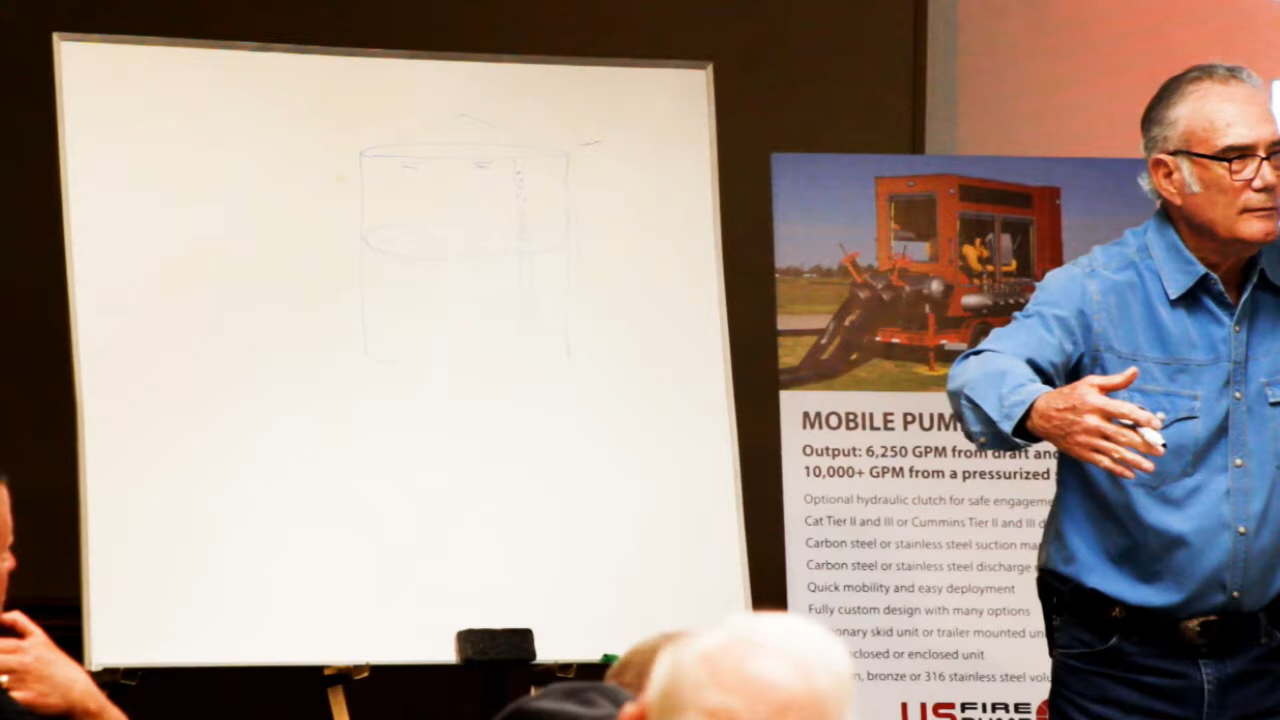 MOBILE PUM
Output: 6,250 GPM from draft and
10,000+ GPM from a pressurized
Optional hydraulic clutch for safe engageme
Cat Tier II and III or Cummins Tier II and III d
Carbon steel or stainless steel suction ma
Carbon steel or stainless steel discharge
Quick mobility and easy deployment
Fully custom design with many options
onary skid unit or trailer mounted un
closed or enclosed unit
n, bronze or 316 stainless steel volu
US FIRE
PUMP